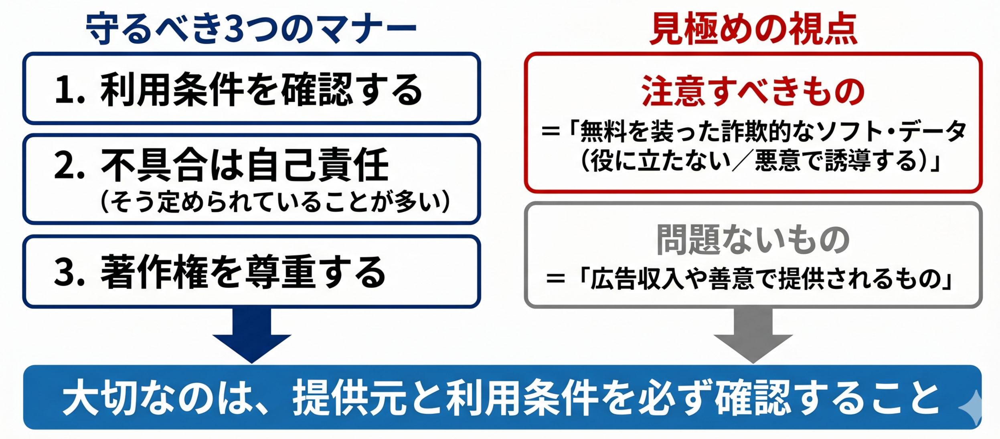 守るべき3つのマナー
1. 利用条件を確認する
2. 不具合は自己責任
（そう定められていることが多い）
3. 著作権を尊重する
見極めの視点
注意すべきもの
＝「無料を装った詐欺的なソフト・データ
（役に立たない／悪意で誘導する）」
問題ないもの
＝「広告収入や善意で提供されるもの」
大切なのは、提供元と利用条件を必ず確認すること